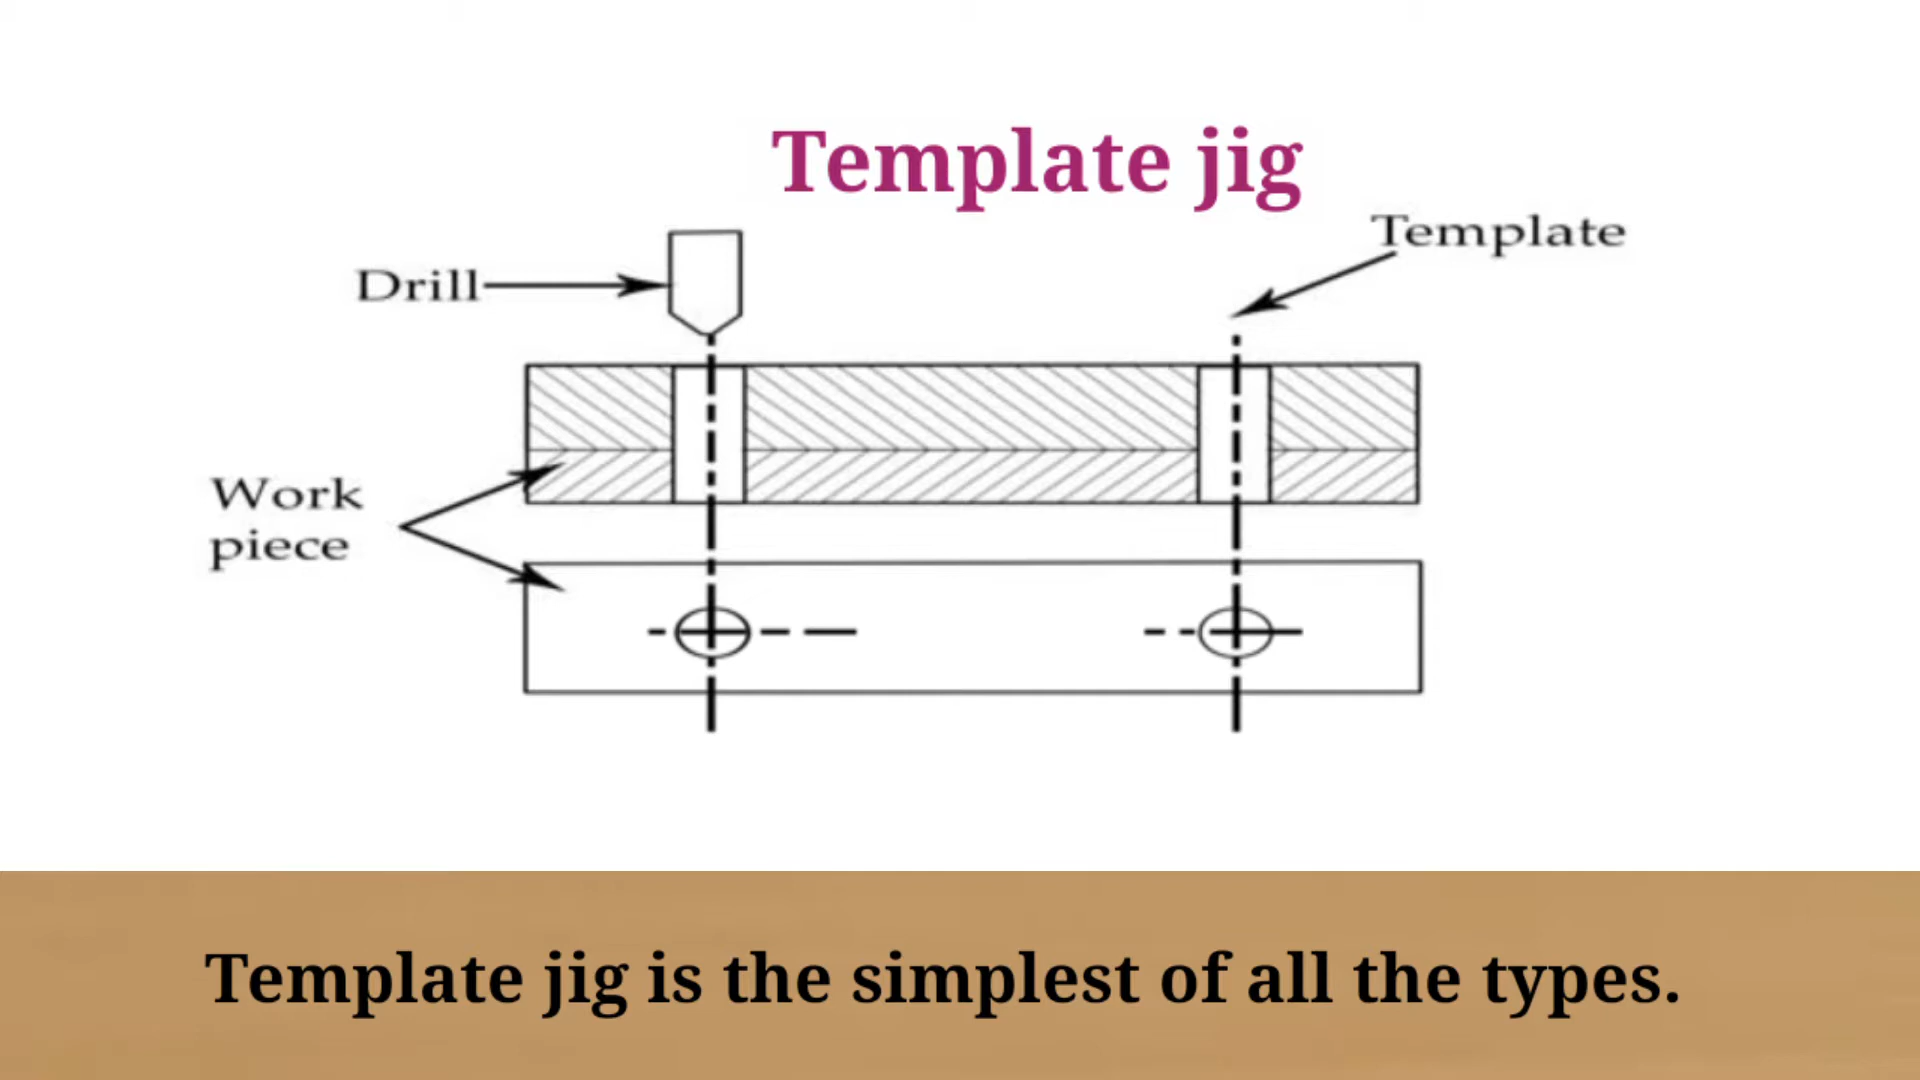 Template jig
Template
Drill
Work
piece
Template jig is the simplest of all the types.